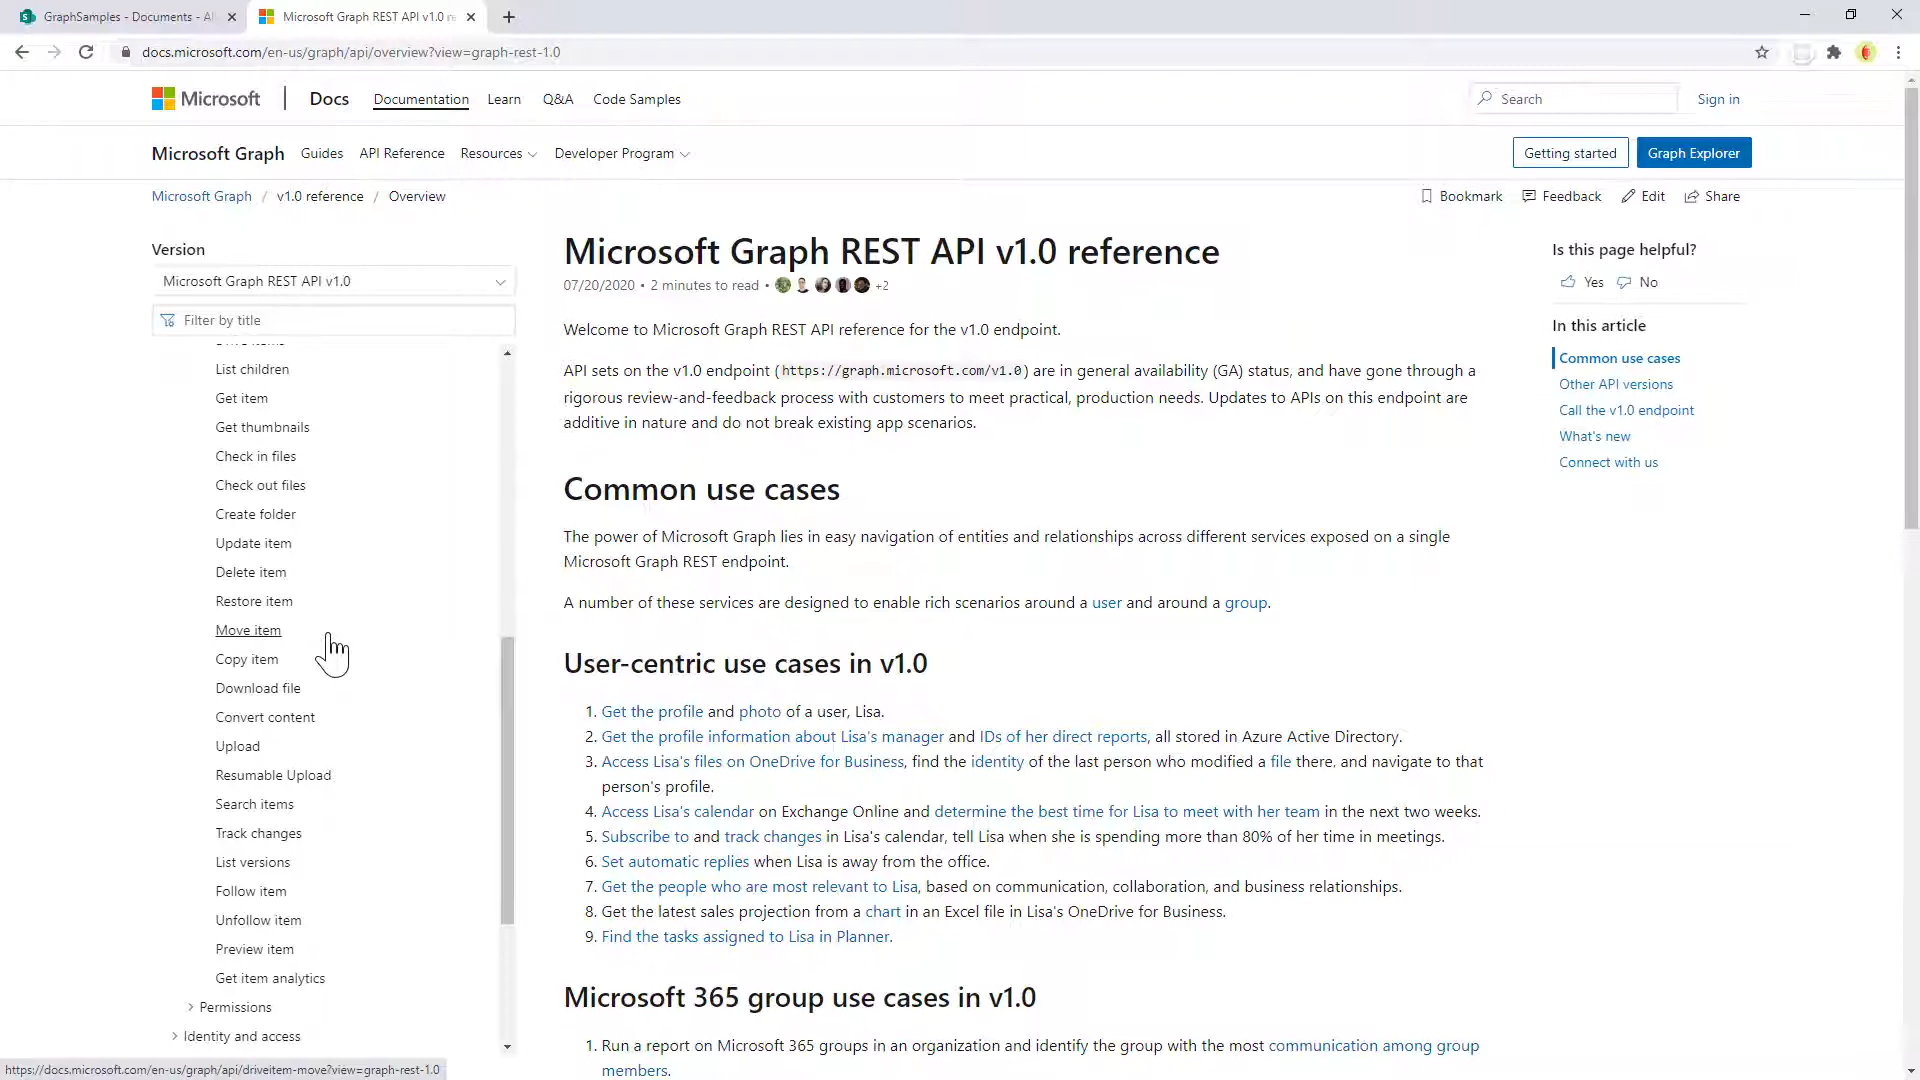 GraphSamples - Documents - Al
Microsoft Graph REST API v1.0 re
docs.microsoft.com/en-us/graph/api/overview?view=graph-rest-1.0
Microsoft
Docs
Documentation
Learn
Q&A
Code Samples
Search
Sign in
Microsoft Graph
Guides
API Reference
Resources
Developer Program
Getting started
Graph Explorer
Microsoft Graph / v1.0 reference / Overview
Bookmark
Feedback
Edit
Share
Version
Microsoft Graph REST API v1.0
Filter by title
List children
Get item
Get thumbnails
Check in files
Check out files
Create folder
Update item
Delete item
Restore item
Move item
Copy item
Download file
Convert content
Upload
Resumable Upload
Search items
Track changes
List versions
Follow item
Unfollow item
Preview item
Get item analytics
Permissions
Identity and access
Microsoft Graph REST API v1.0 reference
07/20/2020 • 2 minutes to read • +2
Welcome to Microsoft Graph REST API reference for the v1.0 endpoint.
API sets on the v1.0 endpoint (https://graph.microsoft.com/v1.0) are in general availability (GA) status, and have gone through a
rigorous review-and-feedback process with customers to meet practical, production needs. Updates to APIs on this endpoint are
additive in nature and do not break existing app scenarios.
Common use cases
The power of Microsoft Graph lies in easy navigation of entities and relationships across different services exposed on a single
Microsoft Graph REST endpoint.
A number of these services are designed to enable rich scenarios around a user and around a group.
User-centric use cases in v1.0
1. Get the profile and photo of a user, Lisa.
2. Get the profile information about Lisa's manager and IDs of her direct reports, all stored in Azure Active Directory.
3. Access Lisa's files on OneDrive for Business, find the identity of the last person who modified a file there, and navigate to that
person's profile.
4. Access Lisa's calendar on Exchange Online and determine the best time for Lisa to meet with her team in the next two weeks.
5. Subscribe to and track changes in Lisa's calendar, tell Lisa when she is spending more than 80% of her time in meetings.
6. Set automatic replies when Lisa is away from the office.
7. Get the people who are most relevant to Lisa, based on communication, collaboration, and business relationships.
8. Get the latest sales projection from a chart in an Excel file in Lisa's OneDrive for Business.
9. Find the tasks assigned to Lisa in Planner.
Microsoft 365 group use cases in v1.0
1. Run a report on Microsoft 365 groups in an organization and identify the group with the most communication among group
members.
Is this page helpful?
Yes
No
In this article
Common use cases
Other API versions
Call the v1.0 endpoint
What's new
Connect with us
https://docs.microsoft.com/en-us/graph/api/driveitem-move?view=graph-rest-1.0